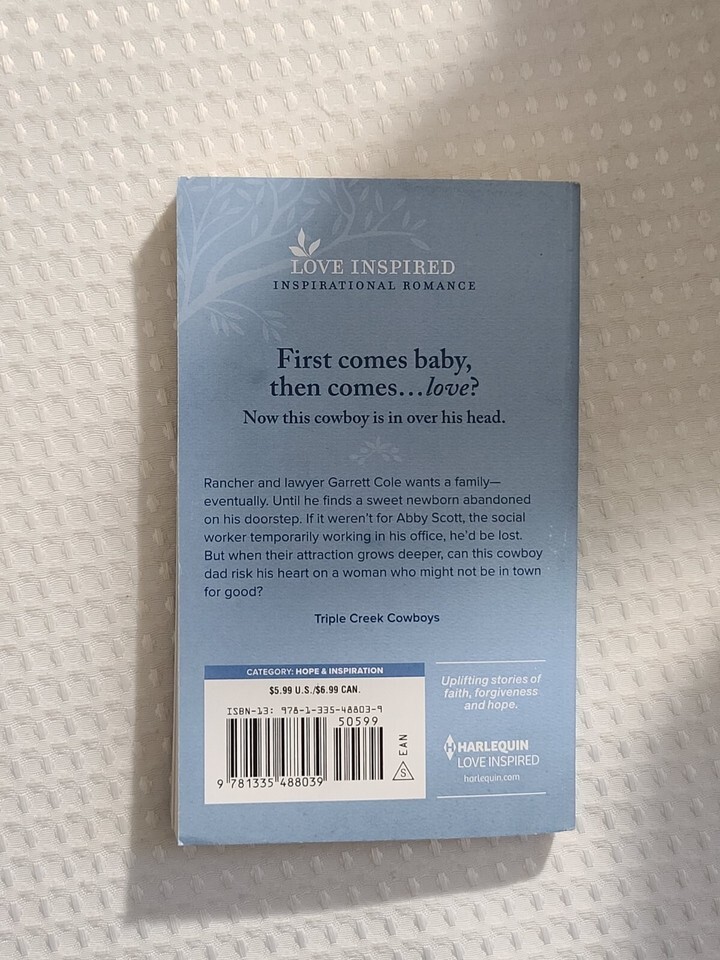 LOVE INSPIRED
INSPIRATIONAL ROMANCE
First comes baby,
then comes…love?
Now this cowboy is in over his head.
Rancher and lawyer Garrett Cole wants a family—
eventually. Until he finds a sweet newborn abandoned
on his doorstep. If it weren't for Abby Scott, the social
worker temporarily working in his office, he'd be lost.
But when their attraction grows deeper, can this cowboy
dad risk his heart on a woman who might not be in town
for good?
Triple Creek Cowboys
CATEGORY: HOPE & INSPIRATION
$5.99 U.S./$6.99 CAN.
ISBN-13: 978-1-335-48803-9
50599
9 781335 488039
EAN
S
Uplifting stories of
faith, forgiveness
and hope.
H HARLEQUIN
LOVE INSPIRED
harlequin.com